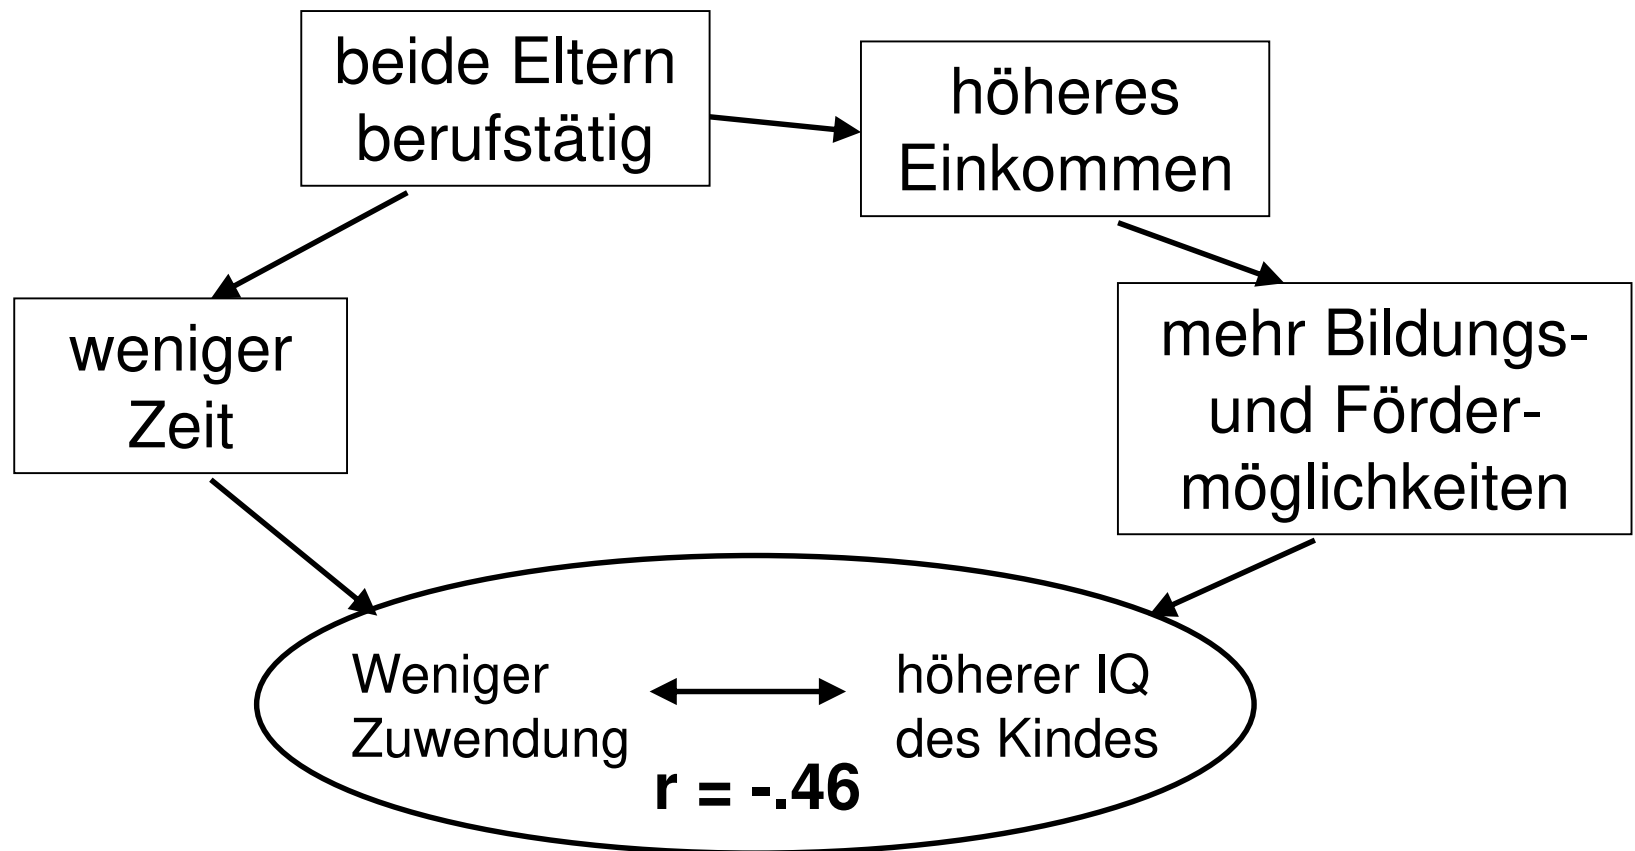 beide Eltern
berufstätig
höheres
Einkommen
weniger
Zeit
mehr Bildungs-
und Förder-
möglichkeiten
Weniger
Zuwendung
höherer IQ
des Kindes
r = -.46